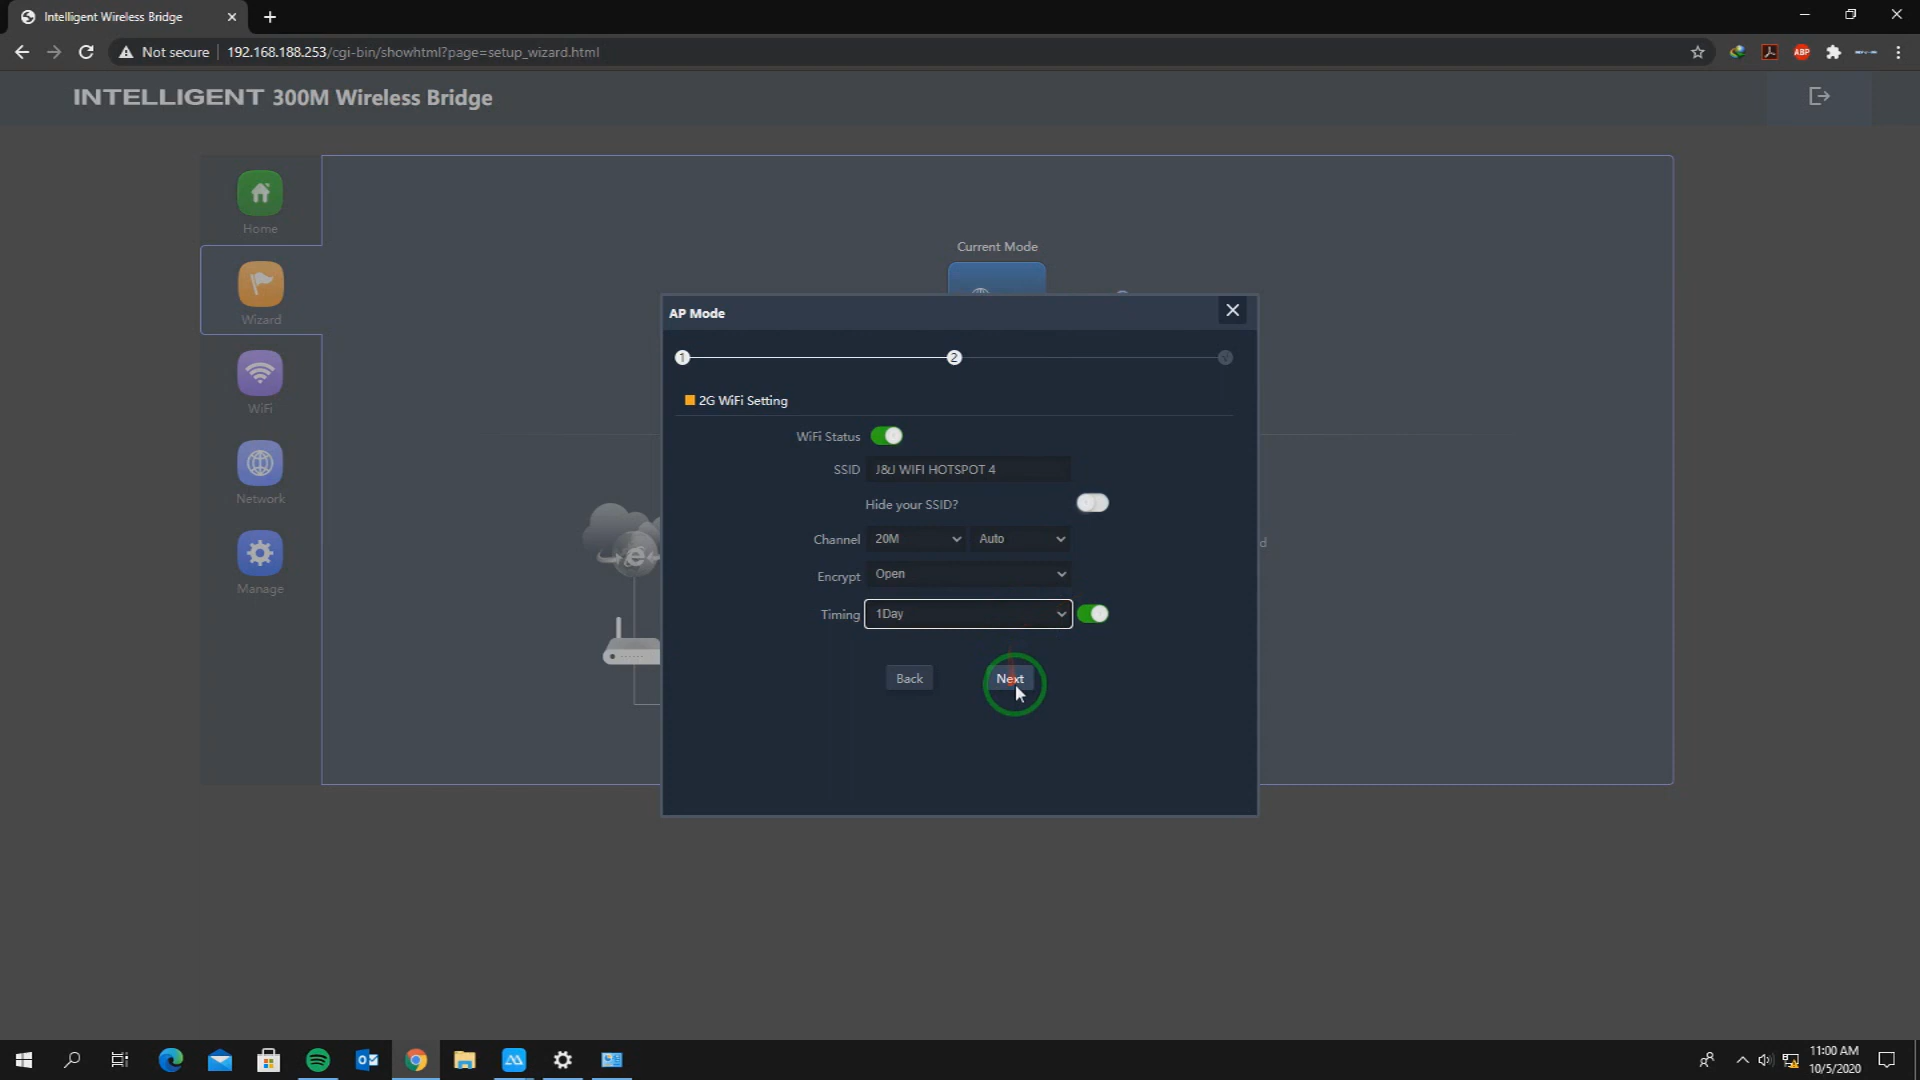 Intelligent Wireless Bridge
Not secure
192.168.188.253/cgi-bin/showhtml?page=setup_wizard.html
ABP
INTELLIGENT 300M Wireless Bridge
Home
Wizard
WiFi
Network
Manage
Current Mode
AP Mode
1
2
2G WiFi Setting
WiFi Status
SSID J&J WIFI HOTSPOT 4
Hide your SSID?
Channel 20M Auto
Encrypt Open
Timing 1Day
Back Next
d
11:00 AM
10/5/2020